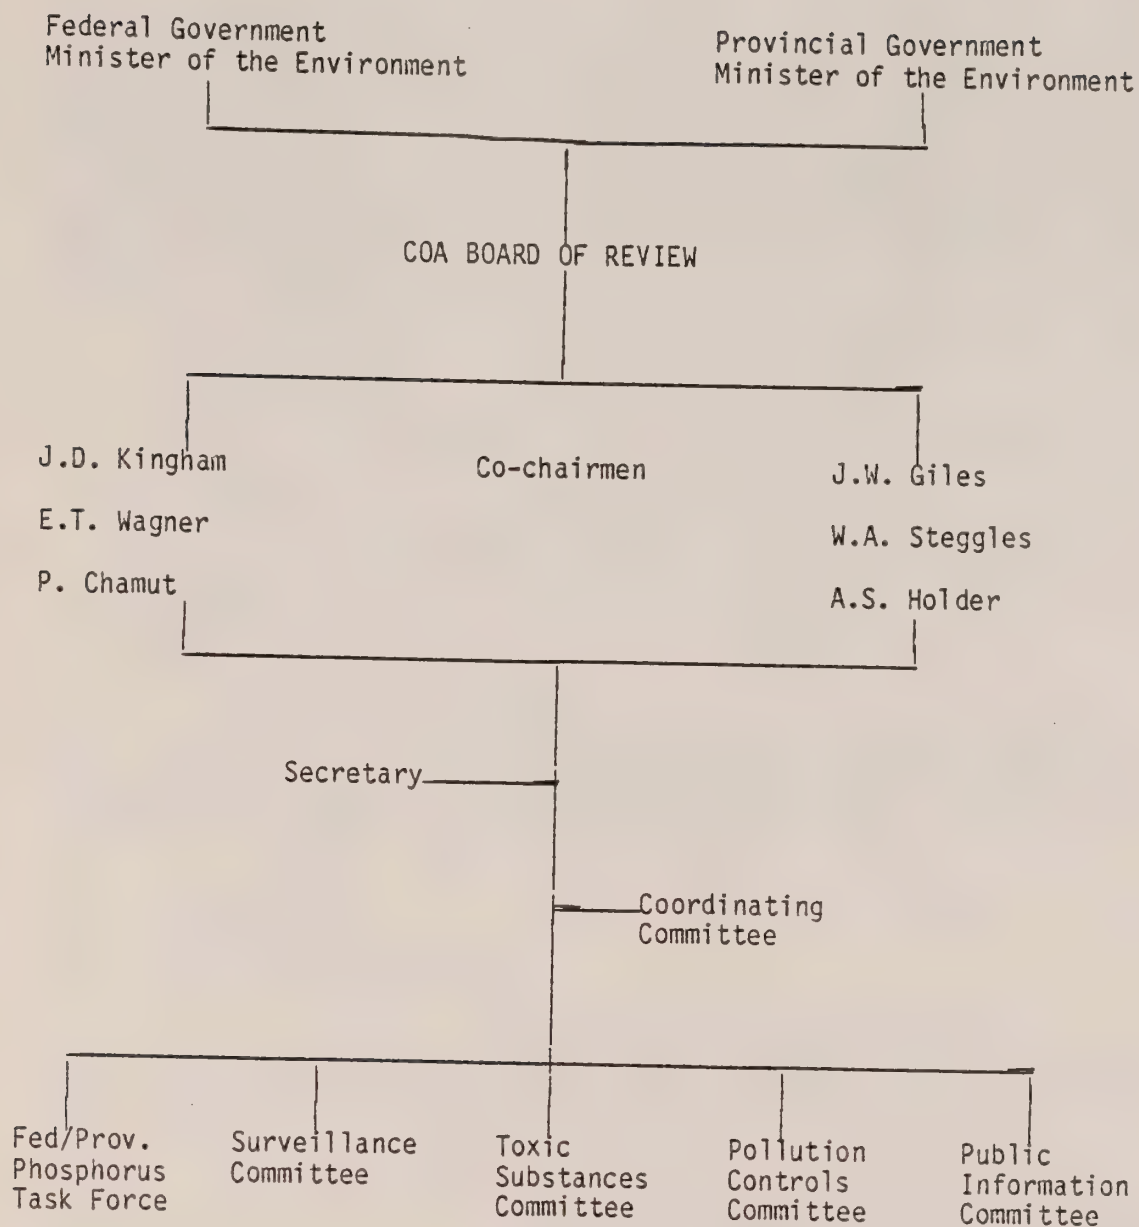 Federal Government
Minister of the Environment
Provincial Government
Minister of the Environment
COA BOARD OF REVIEW
J.D. Kingham
Co-chairmen
J.W. Giles
E.T. Wagner
W.A. Steggles
P. Chamut
A.S. Holder
Secretary
Coordinating
Committee
Fed/Prov.
Phosphorus
Task Force
Surveillance
Committee
Toxic
Substances
Committee
Pollution
Controls
Committee
Public
Information
Committee